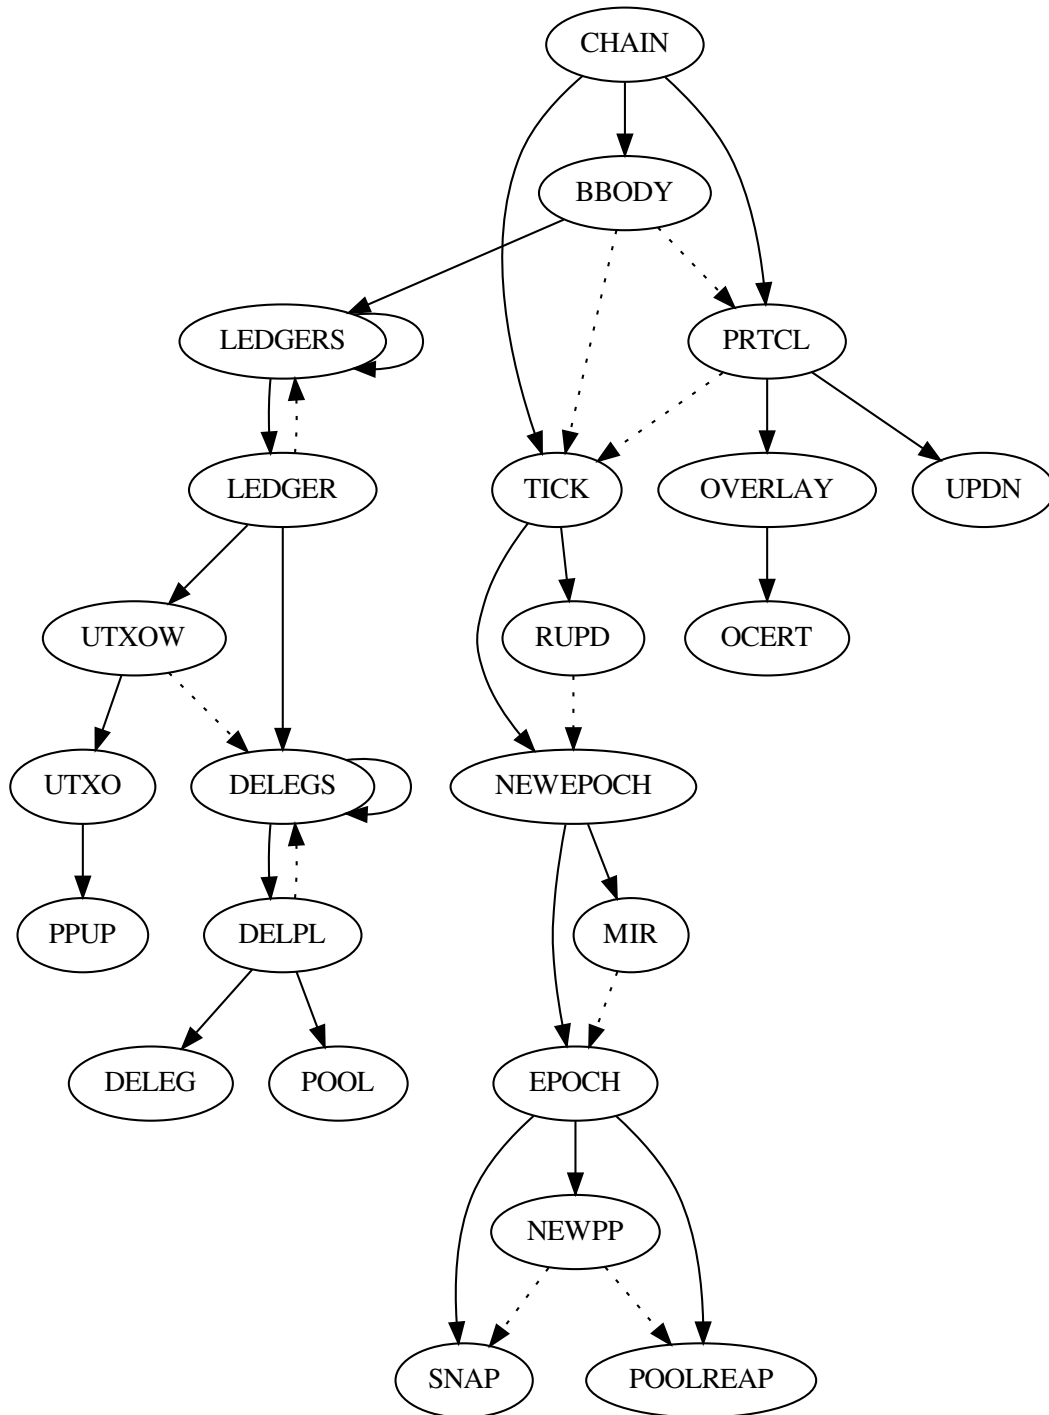 CHAIN
BBODY
LEDGERS
PRTCL
LEDGER
TICK
OVERLAY
UPDN
UTXOW
RUPD
OCERT
UTXO
DELEGS
NEWEPOCH
PPUP
DELPL
MIR
DELEG
POOL
EPOCH
NEWPP
SNAP
POOLREAP